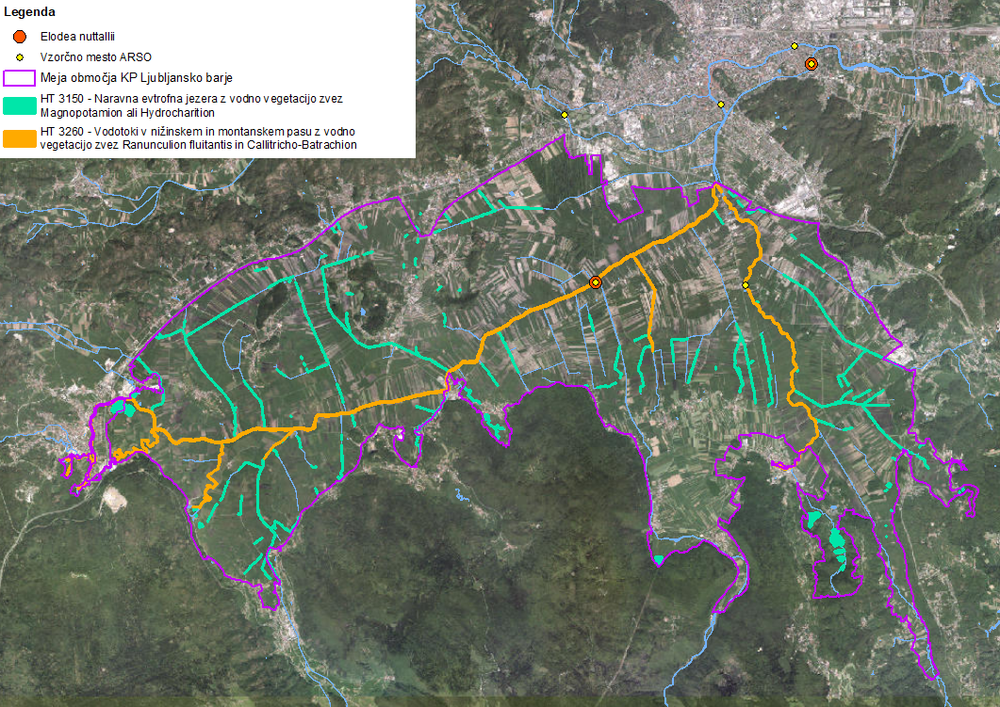 Legenda
Elodea nuttallii
Vzorčno mesto ARSO
Meja območja KP Ljubljansko barje
HT 3150 - Naravna evtrofna jezera z vodno vegetacijo zvez
Magnopotamion ali Hydrocharition
HT 3260 - Vodotoki v nižinskem in montanskem pasu z vodno
vegetacijo zvez Ranunculion fluitantis in Callitricho-Batrachion